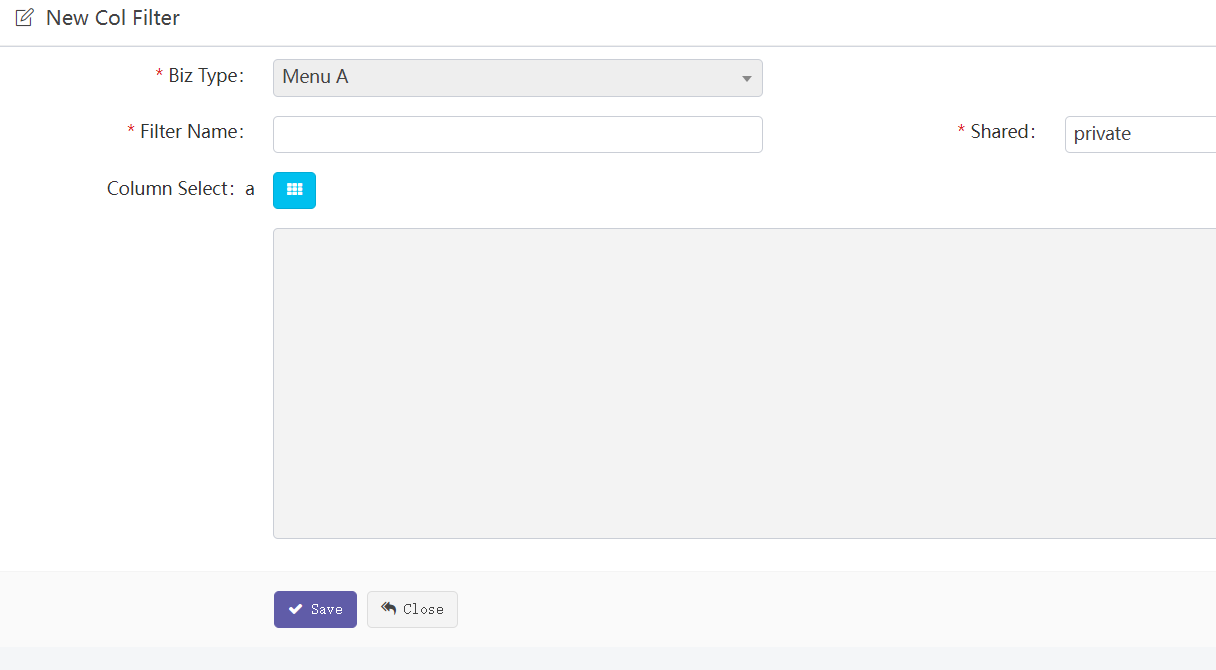 New Col Filter
* Biz Type:
Menu A
* Filter Name:
* Shared:
private
Column Select: a
Save
Close